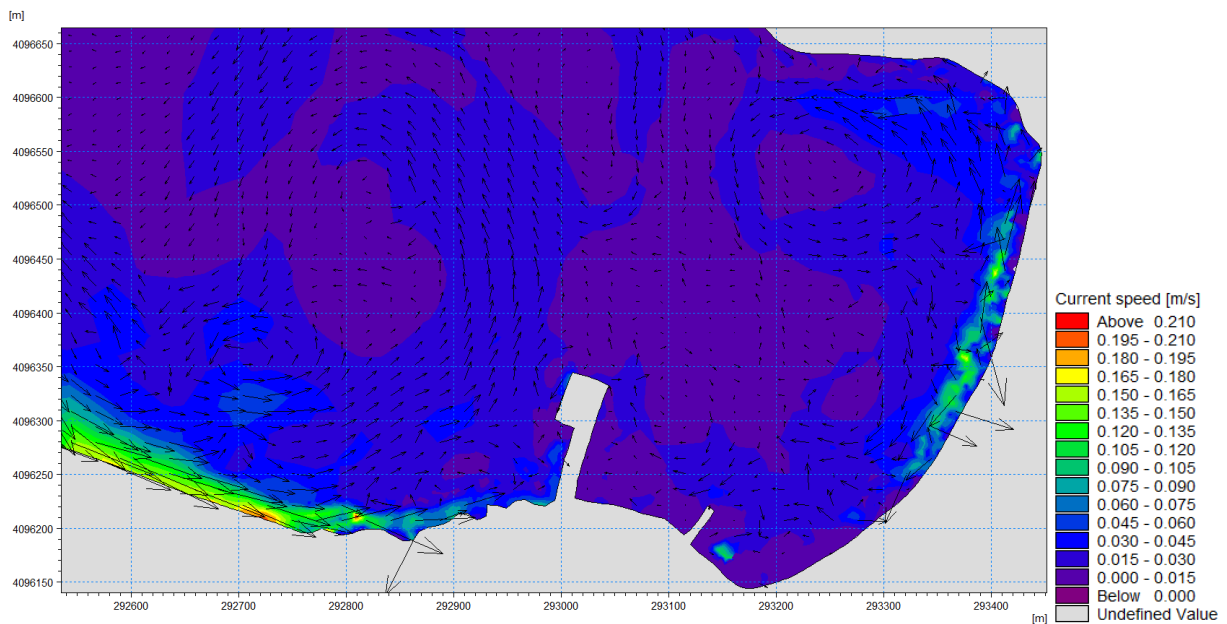 [m]
4096650
4096600
4096550
4096500
4096450
4096400
4096350
4096300
4096250
4096200
4096150
292600 292700 292800 292900 293000 293100 293200 293300 293400
[m]
Current speed [m/s]
Above 0.210
0.195 - 0.210
0.180 - 0.195
0.165 - 0.180
0.150 - 0.165
0.135 - 0.150
0.120 - 0.135
0.105 - 0.120
0.090 - 0.105
0.075 - 0.090
0.060 - 0.075
0.045 - 0.060
0.030 - 0.045
0.015 - 0.030
0.000 - 0.015
Below 0.000
Undefined Value